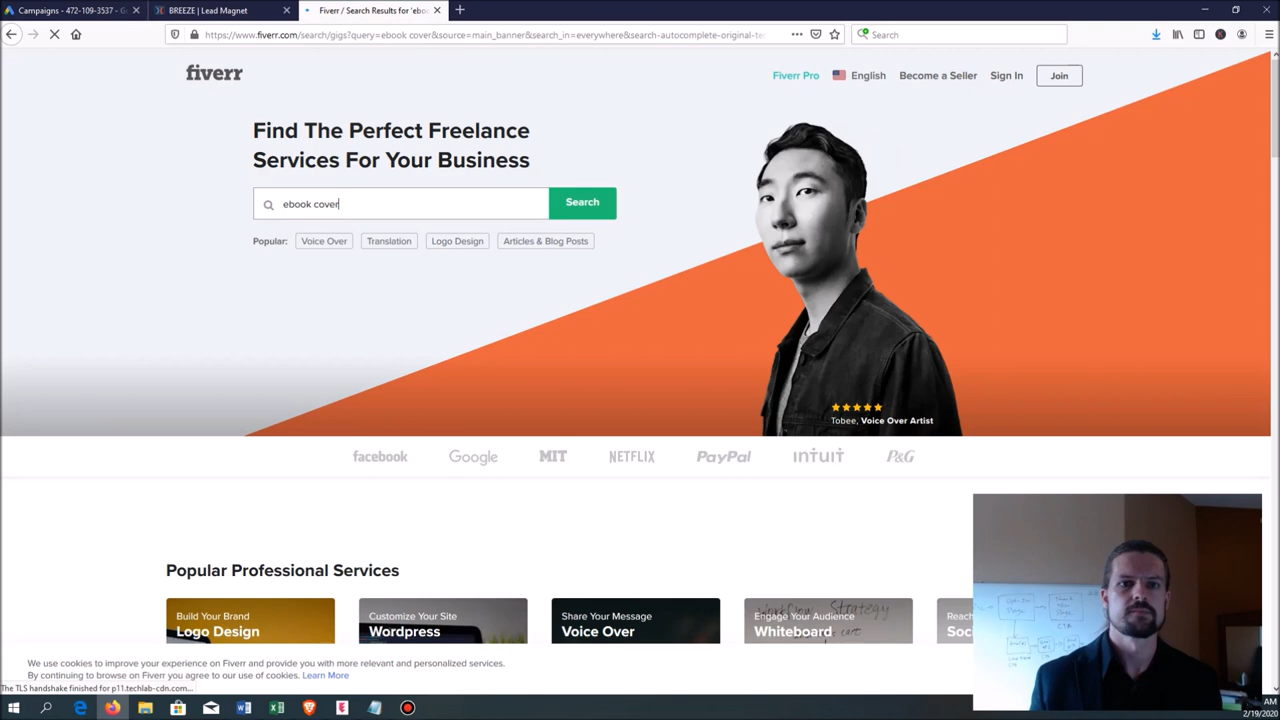 Campaigns - 472-109-3537 - G
BREEZE | Lead Magnet
Fiverr / Search Results for 'ebo
https://www.fiverr.com/search/gigs?query=ebook cover&source=main_banner&search_in=everywhere&search-autocomplete-original-te
Search
fiverr
Fiverr Pro
English
Become a Seller
Sign In
Join
Find The Perfect Freelance
Services For Your Business
ebook cover
Search
Popular:
Voice Over
Translation
Logo Design
Articles & Blog Posts
Tobee, Voice Over Artist
facebook
Google
MIT
NETFLIX
PayPal
intuit
P&G
Popular Professional Services
Build Your Brand
Logo Design
Customize Your Site
Wordpress
Share Your Message
Voice Over
Engage Your Audience
Whiteboard
Reac
Soc
We use cookies to improve your experience on Fiverr and provide you with more relevant and personalized services.
By continuing to browse on Fiverr you agree to our use of cookies. Learn More
The TLS handshake finished for p11.techlab-cdn.com...
AM
2/19/2020